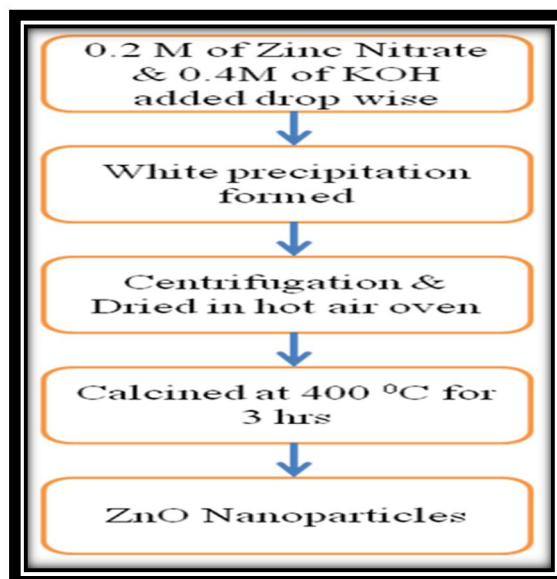 0.2 M of Zinc Nitrate
& 0.4M of KOH
added drop wise
White precipitation
formed
Centrifugation &
Dried in hot air oven
Calcined at 400 ⁰C for
3 hrs
ZnO Nanoparticles